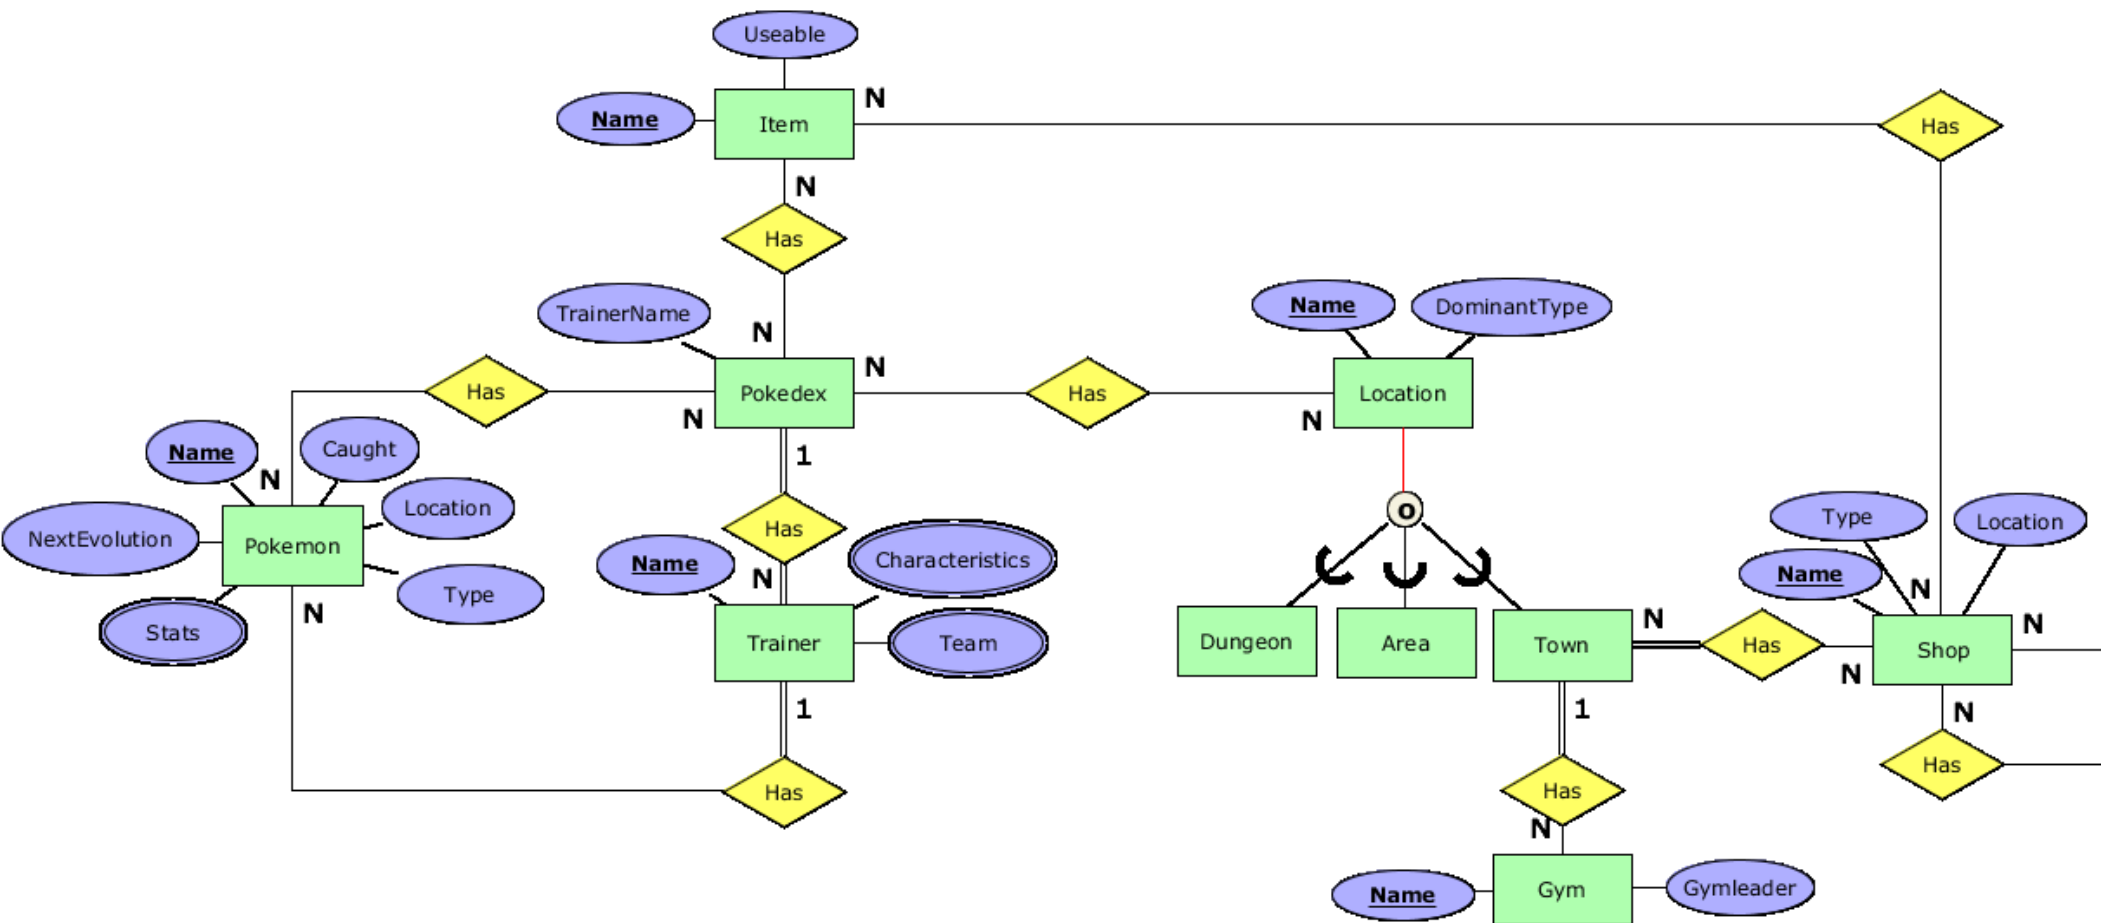 Useable
N
Name
Item
Has
N
Has
TrainerName
Name
DominantType
N
N
Has
Pokedex
Has
Location
N
N
Name
Caught
1
N
Location
Type
Location
o
Has
NextEvolution
Pokemon
Characteristics
Name
Name
N
N
Type
N
N
N
Stats
Trainer
Team
Dungeon
Area
Town
Has
Shop
N
1
1
N
Has
Has
Has
N
Name
Gym
Gymleader